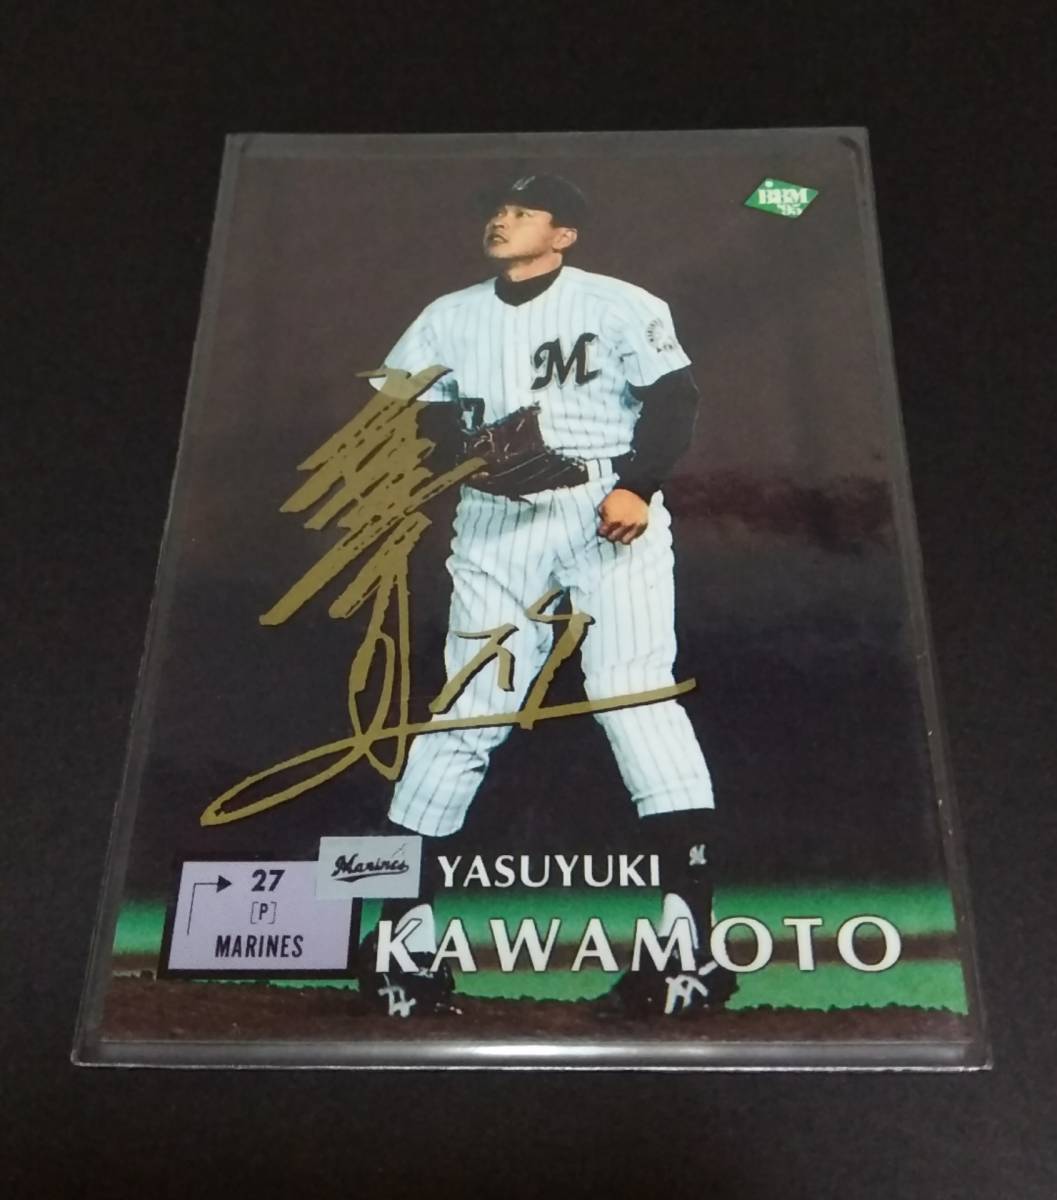 BBM
'95
M
27
[P]
MARINES
Marines
YASUYUKI
KAWAMOTO